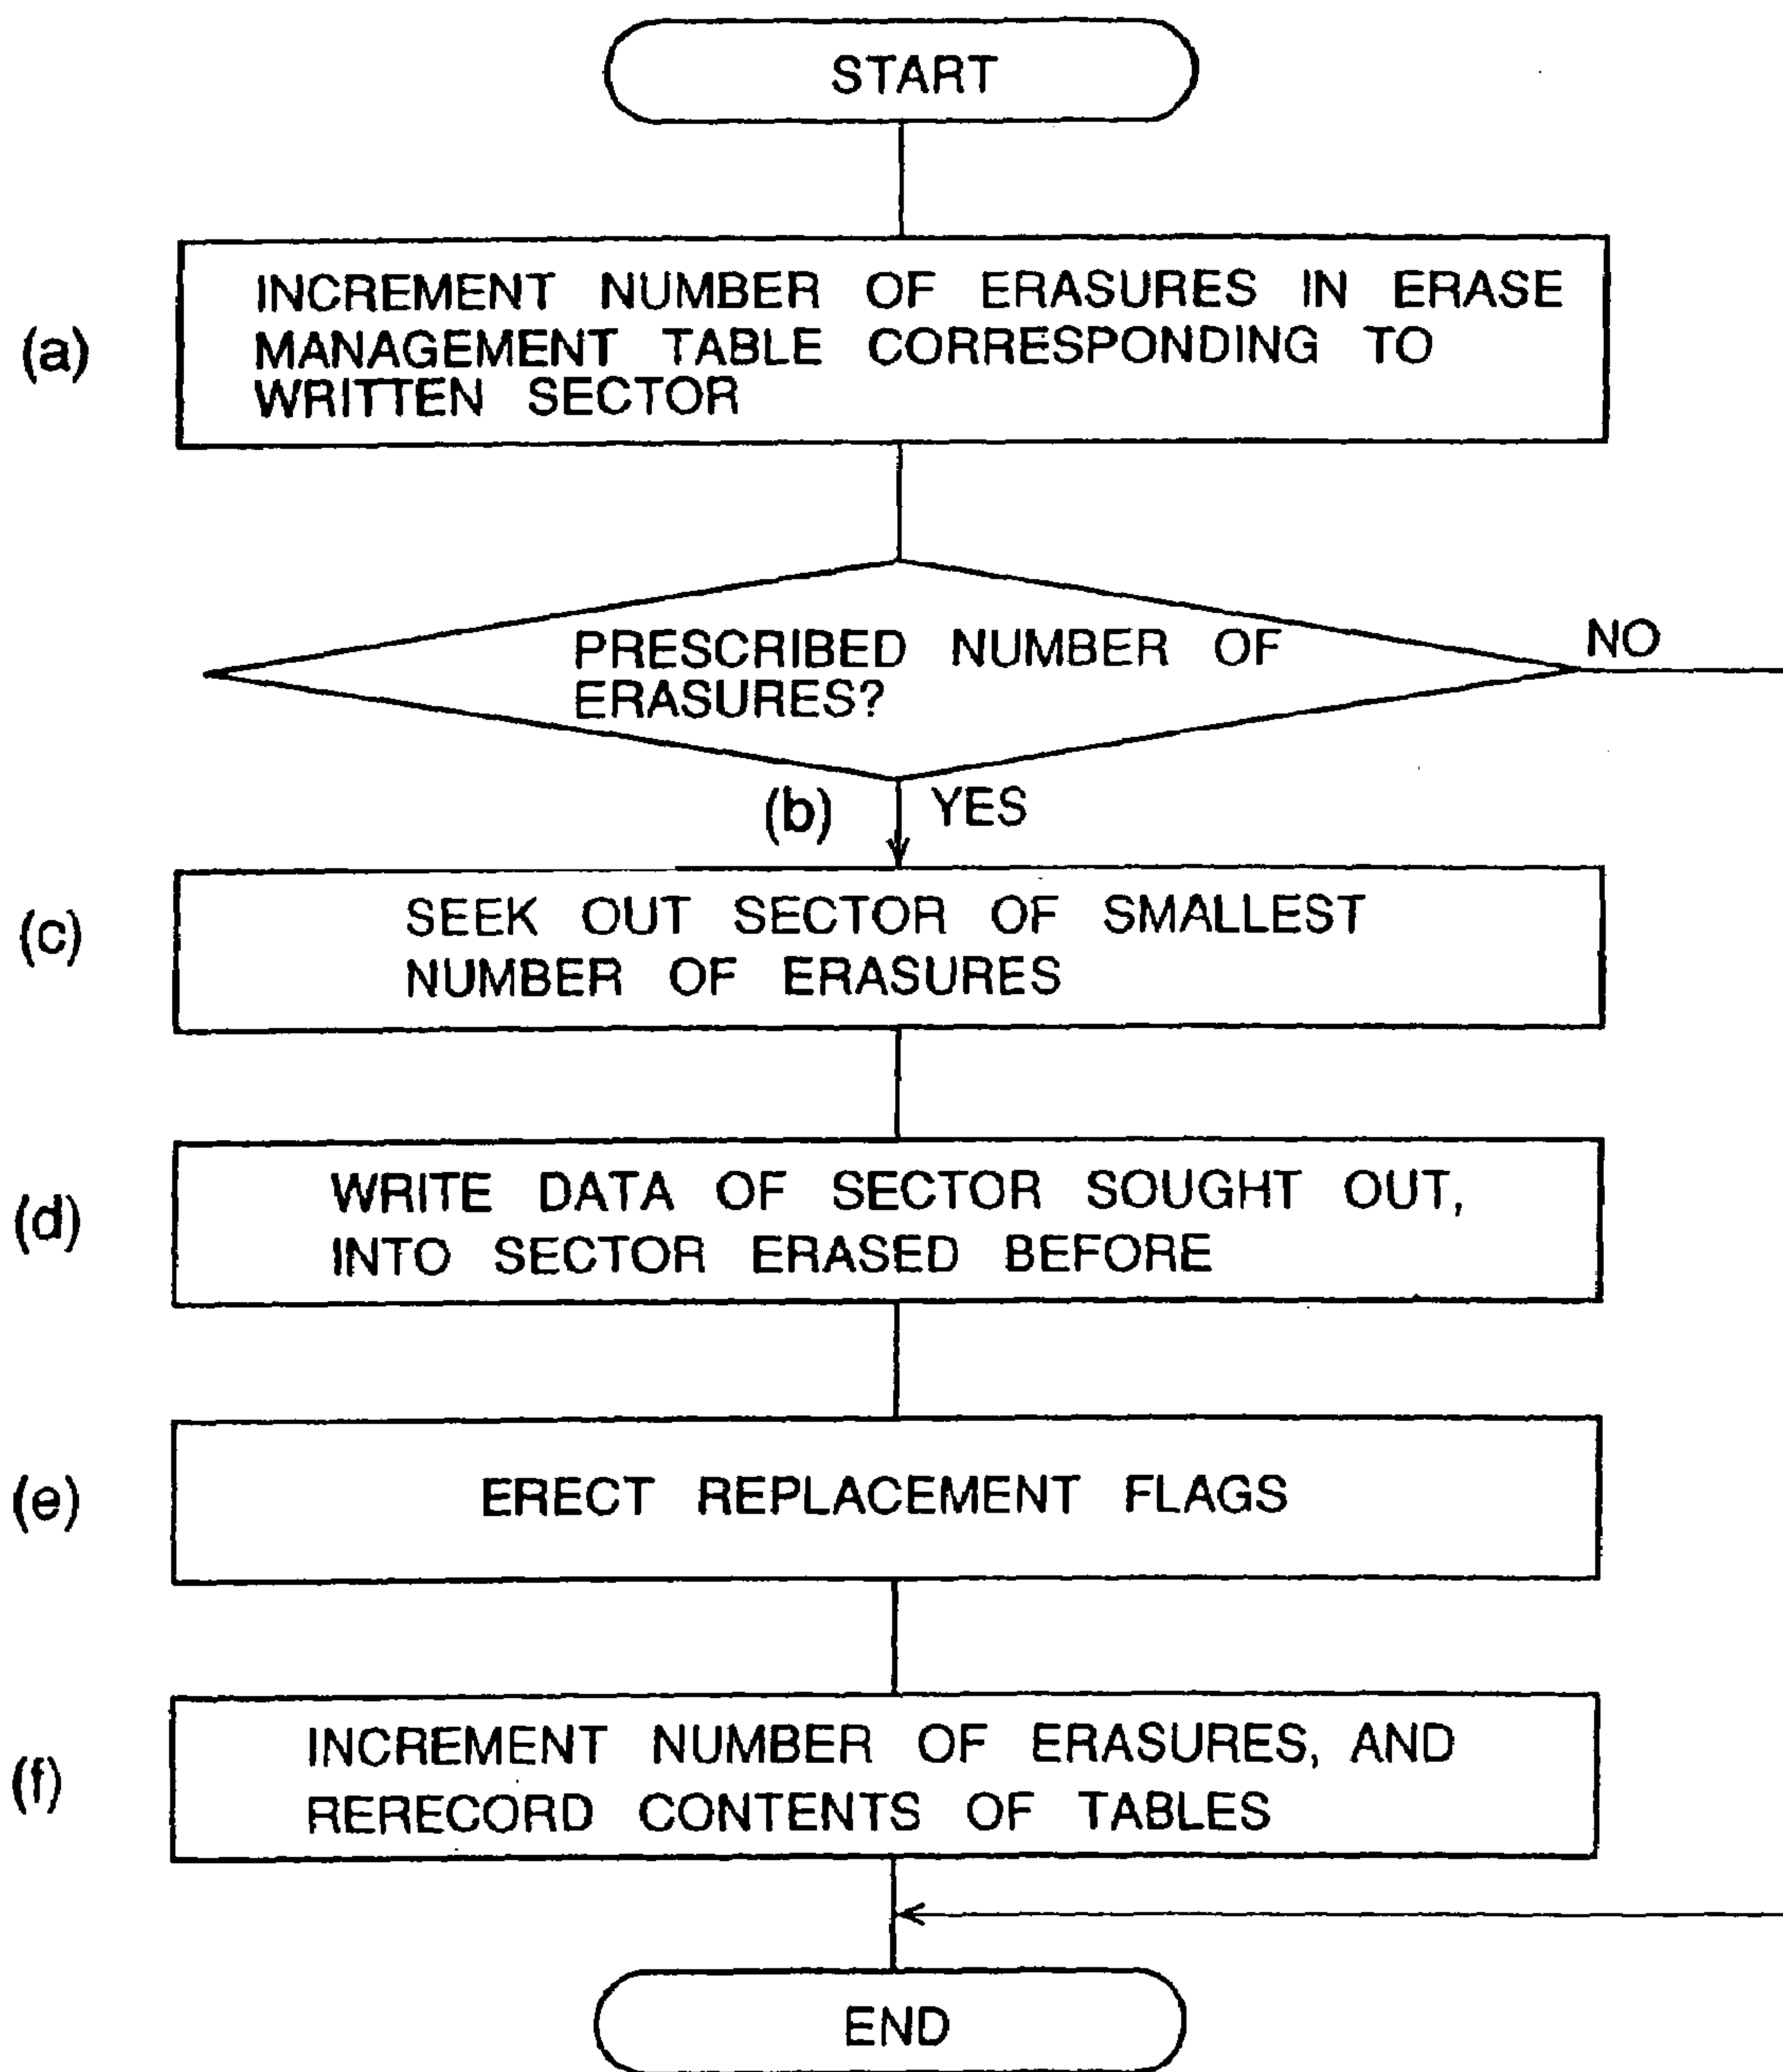 START
(a)
INCREMENT NUMBER OF ERASURES IN ERASE
MANAGEMENT TABLE CORRESPONDING TO
WRITTEN SECTOR
PRESCRIBED NUMBER OF
ERASURES?
NO
(b)
YES
(c)
SEEK OUT SECTOR OF SMALLEST
NUMBER OF ERASURES
(d)
WRITE DATA OF SECTOR SOUGHT OUT,
INTO SECTOR ERASED BEFORE
(e)
ERECT REPLACEMENT FLAGS
(f)
INCREMENT NUMBER OF ERASURES, AND
RERECORD CONTENTS OF TABLES
END